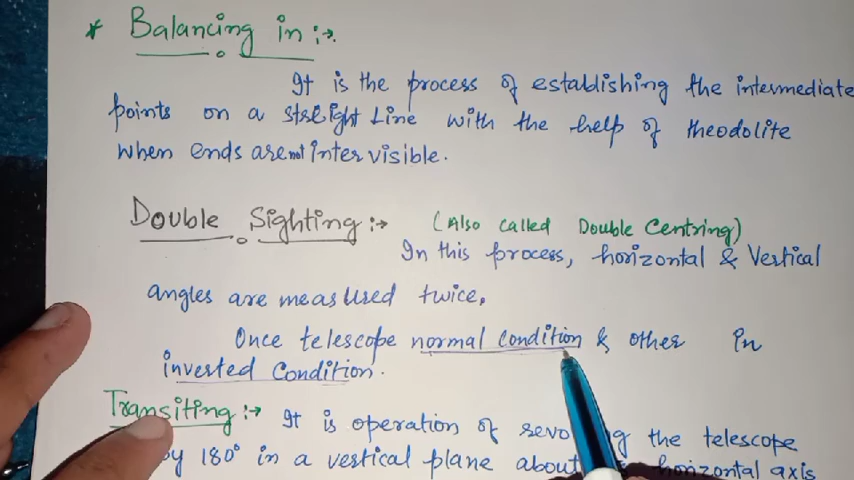 * Balancing in :→.
It is the process of establishing the intermediate
points on a streight Line with the help of theodolite
when ends are not inter visible.
Double Sighting :→ (Also called Double Centring)
In this process, horizontal & Vertical
angles are measured twice.
Once telescope normal condition & other in
inverted Condition.
Transiting :→ It is operation of the telescope
by 180° in a vertical plane about horizontal axis